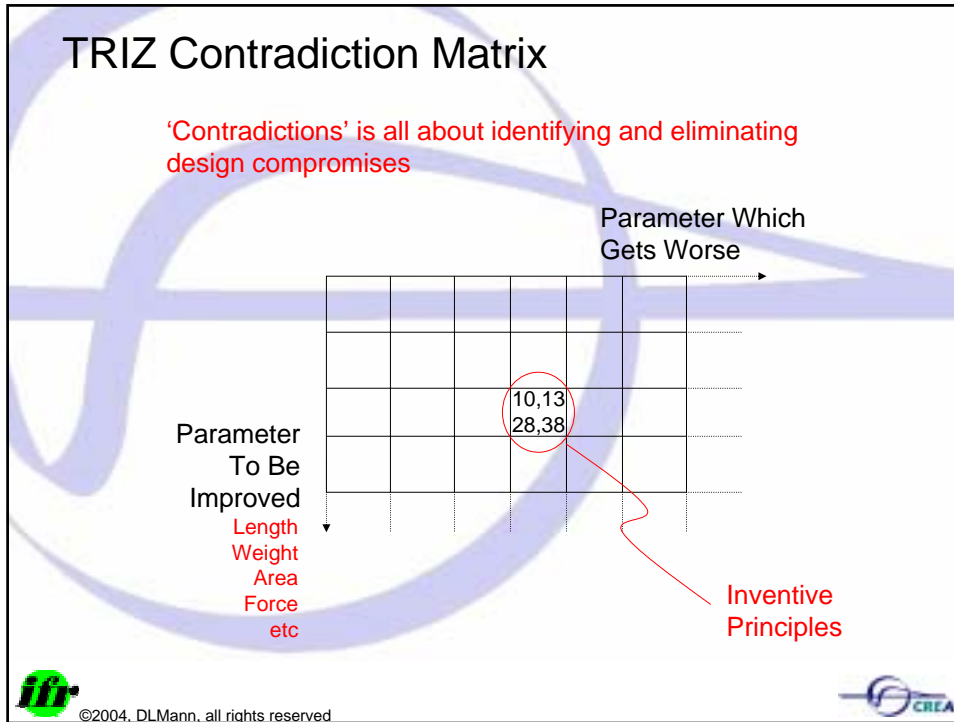 TRIZ Contradiction Matrix
‘Contradictions’ is all about identifying and eliminating
design compromises
Parameter Which
Gets Worse
10,13
28,38
Parameter
To Be
Improved
Length
Weight
Area
Force
etc
Inventive
Principles
ifr
©2004, DLMann, all rights reserved
CREA